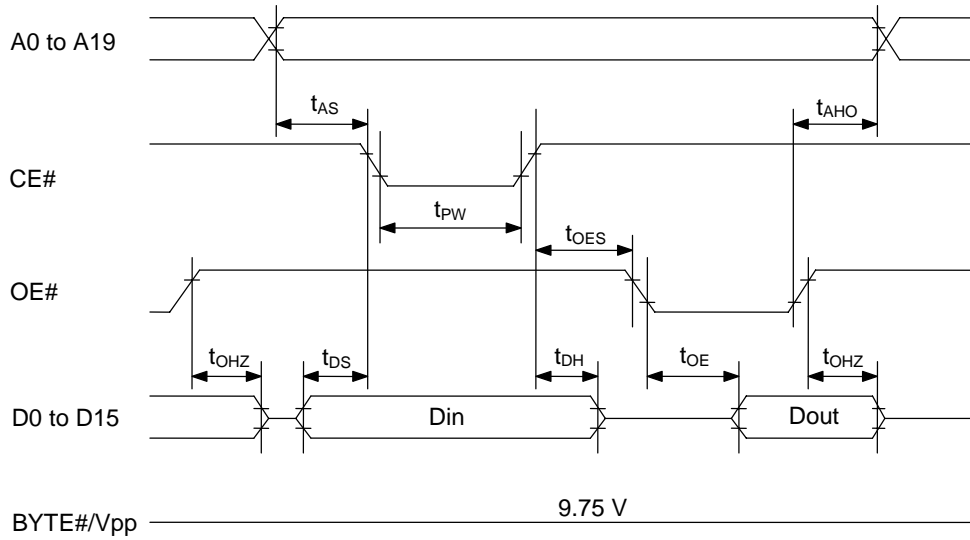 A0 to A19
tAS
tAHO
CE#
tPW
tOES
OE#
tOHZ
tDS
tDH
tOE
tOHZ
D0 to D15
Din
Dout
9.75 V
BYTE#/Vpp